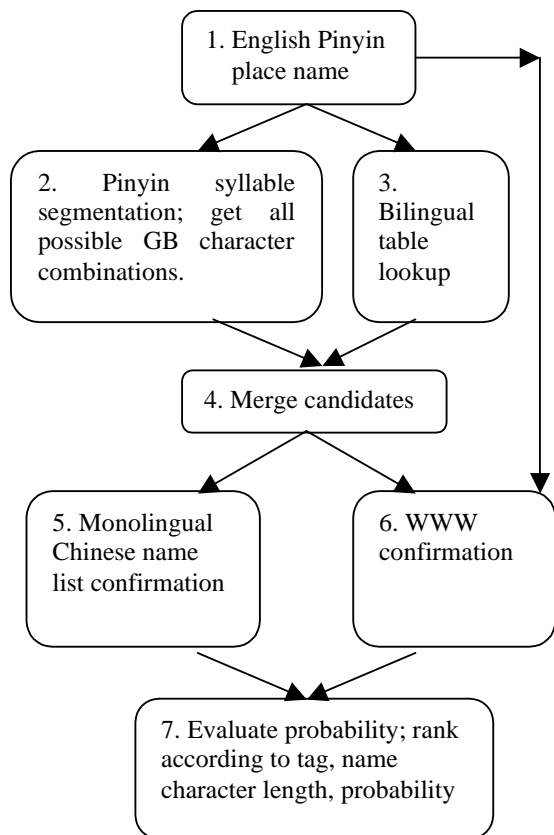 1. English Pinyin
place name
2. Pinyin syllable
segmentation; get all
possible GB character
combinations.
3.
Bilingual
table
lookup
4. Merge candidates
5. Monolingual
Chinese name
list confirmation
6. WWW
confirmation
7. Evaluate probability; rank
according to tag, name
character length, probability